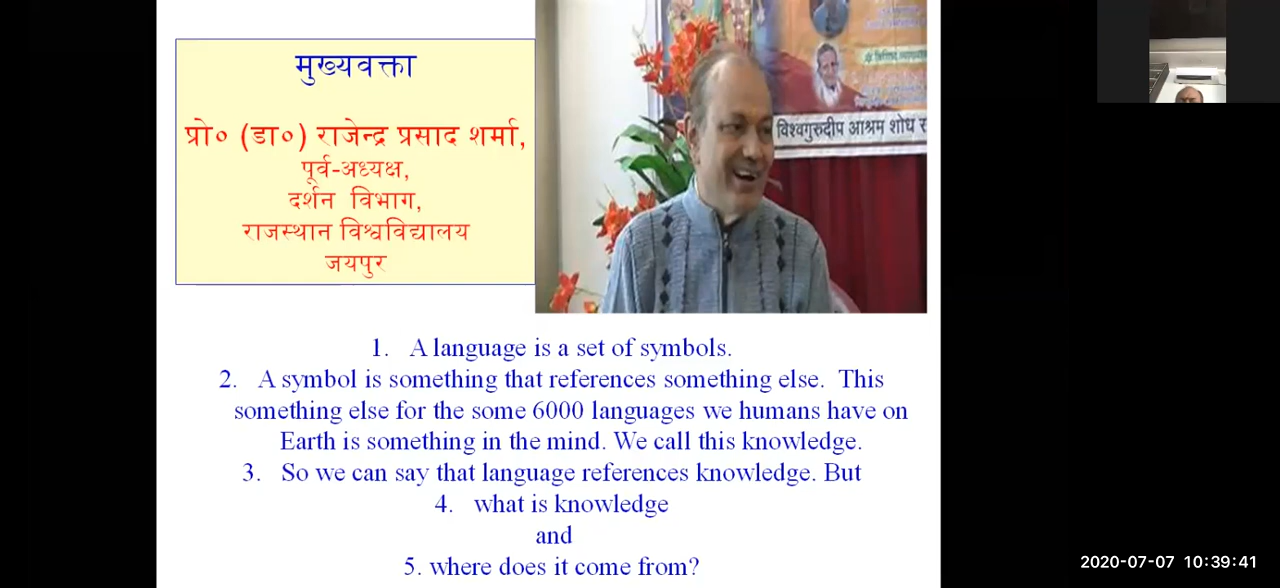 मुख्यवक्ता
प्रो० (डा०) राजेन्द्र प्रसाद शर्मा,
पूर्व-अध्यक्ष,
दर्शन विभाग,
राजस्थान विश्वविद्यालय
जयपुर
विश्वगुरुदीप आश्रम शोध
1. A language is a set of symbols.
2. A symbol is something that references something else. This
something else for the some 6000 languages we humans have on
Earth is something in the mind. We call this knowledge.
3. So we can say that language references knowledge. But
4. what is knowledge
and
5. where does it come from?
2020-07-07 10:39:41